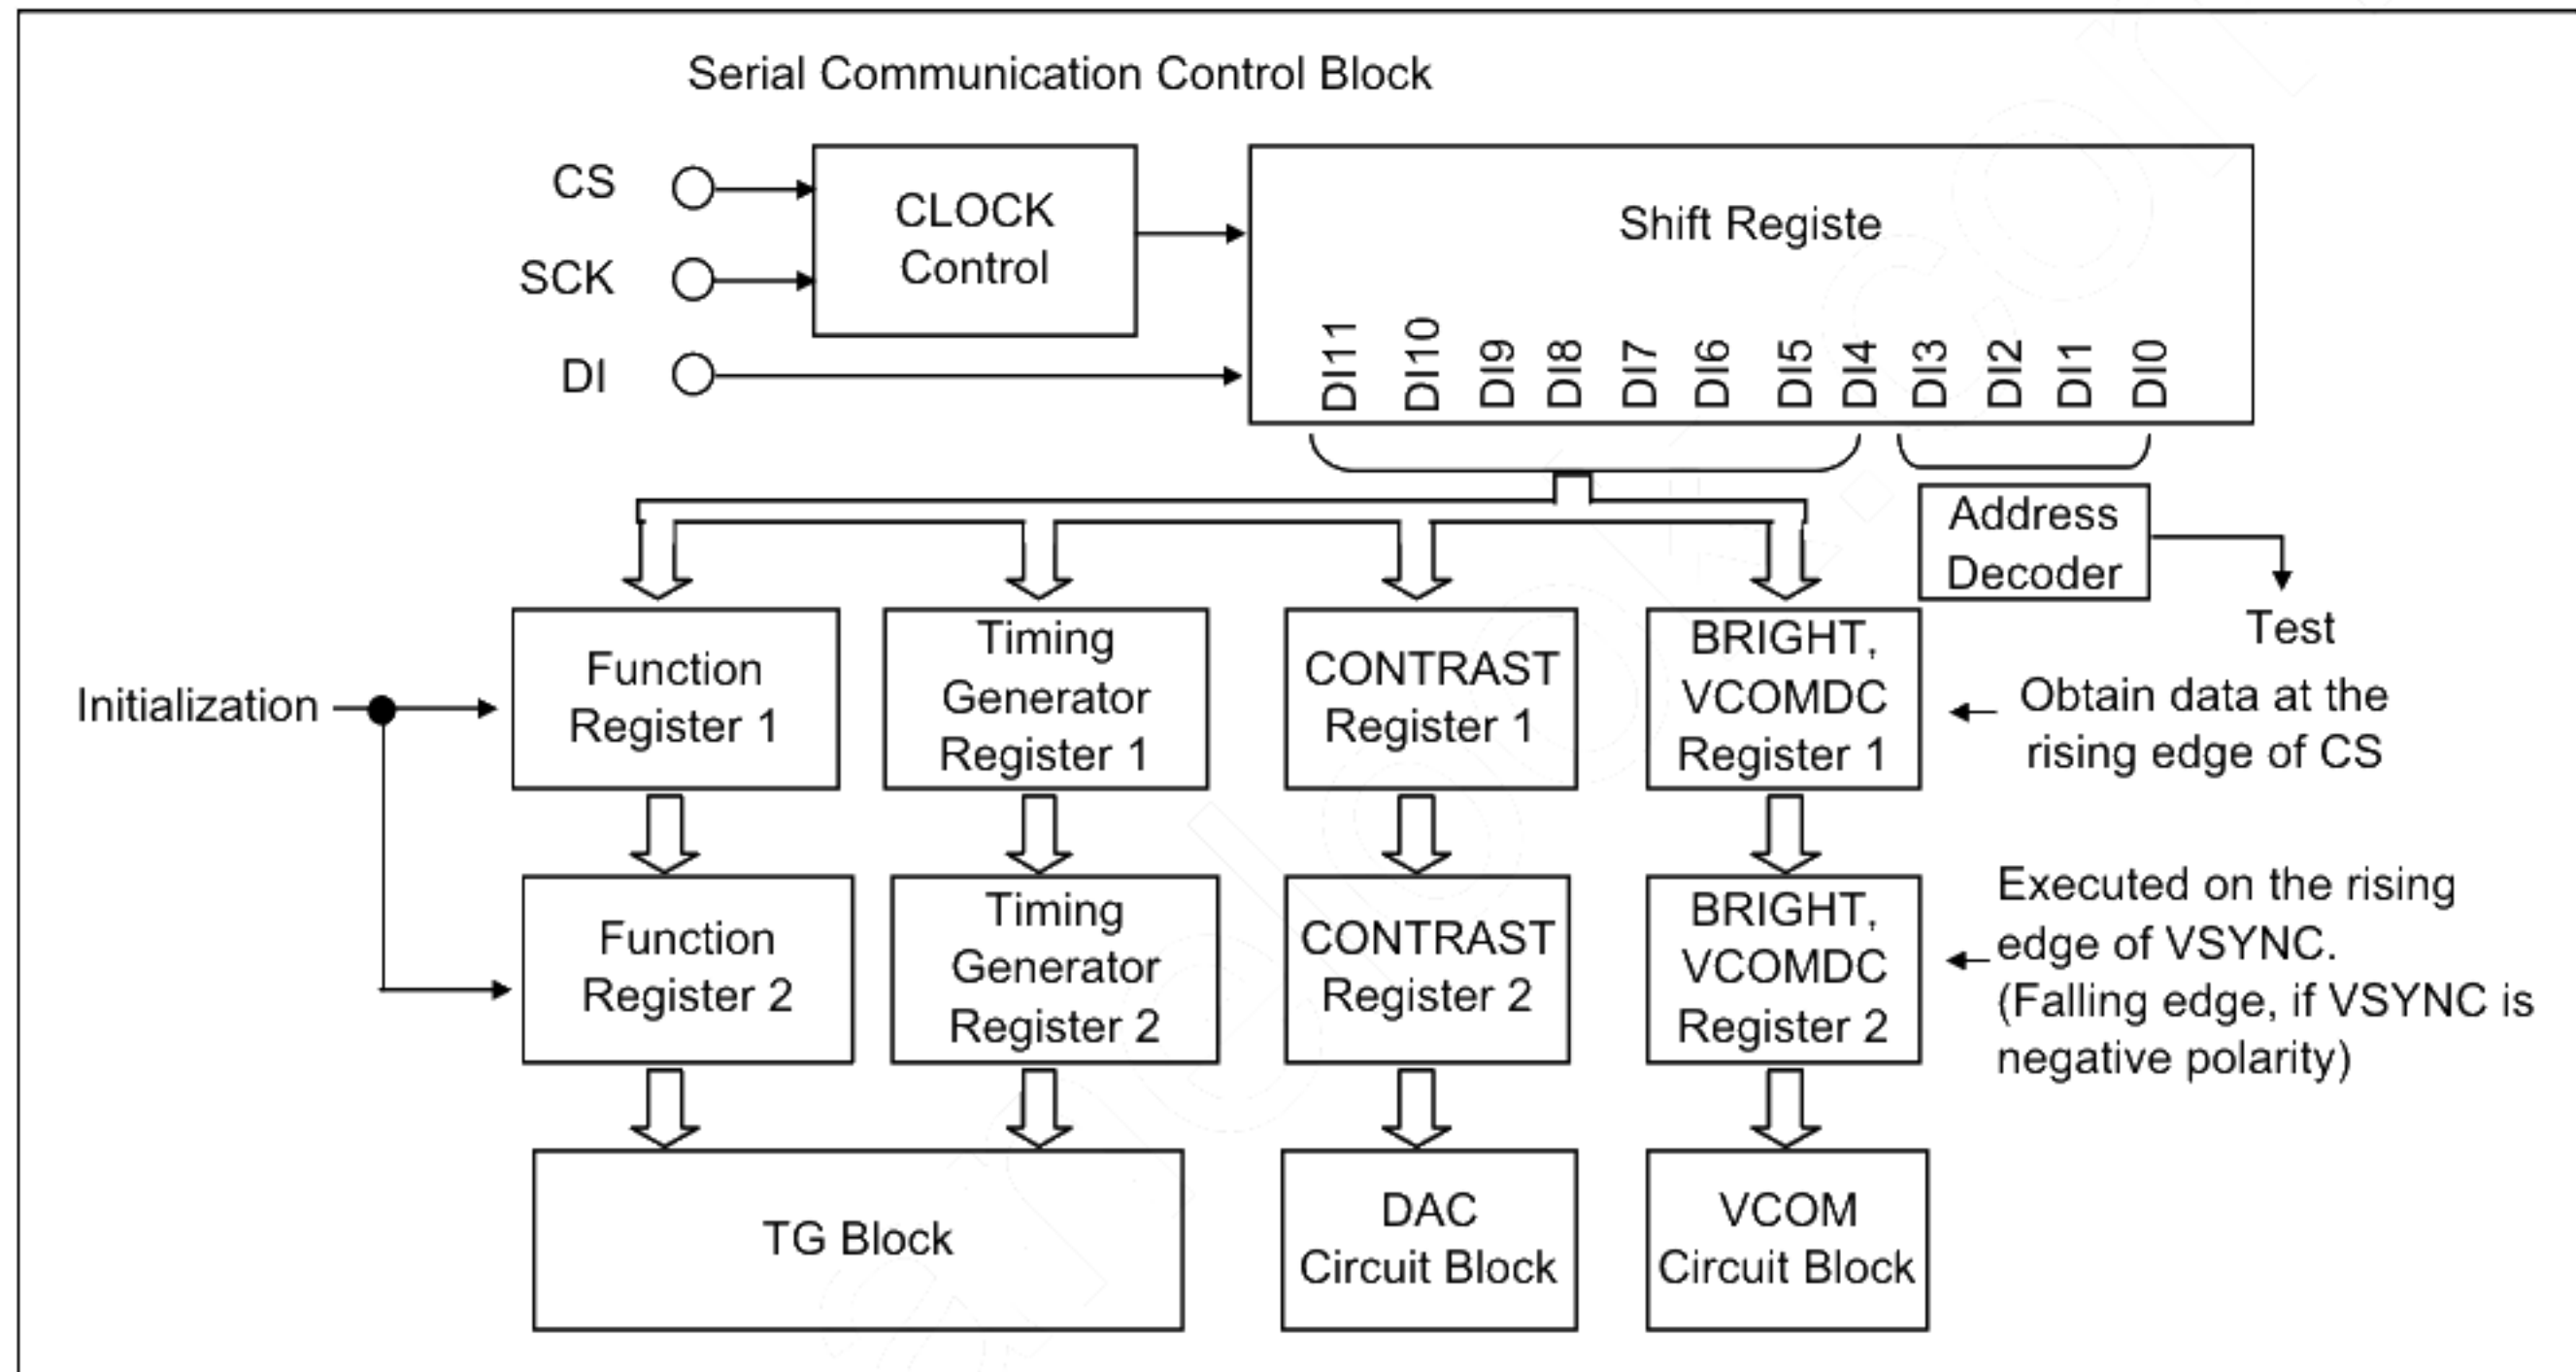 Serial Communication Control Block
CS
CLOCK
Control
Shift Registe
SCK
DI
DI11
DI10
DI9
DI8
DI7
DI6
DI5
DI4
DI3
DI2
DI1
DI0
Address
Decoder
Test
Initialization
Function
Register 1
Timing
Generator
Register 1
CONTRAST
Register 1
BRIGHT,
VCOMDC
Register 1
Obtain data at the
rising edge of CS
Function
Register 2
Timing
Generator
Register 2
CONTRAST
Register 2
BRIGHT,
VCOMDC
Register 2
Executed on the rising
edge of VSYNC.
(Falling edge, if VSYNC is
negative polarity)
TG Block
DAC
Circuit Block
VCOM
Circuit Block